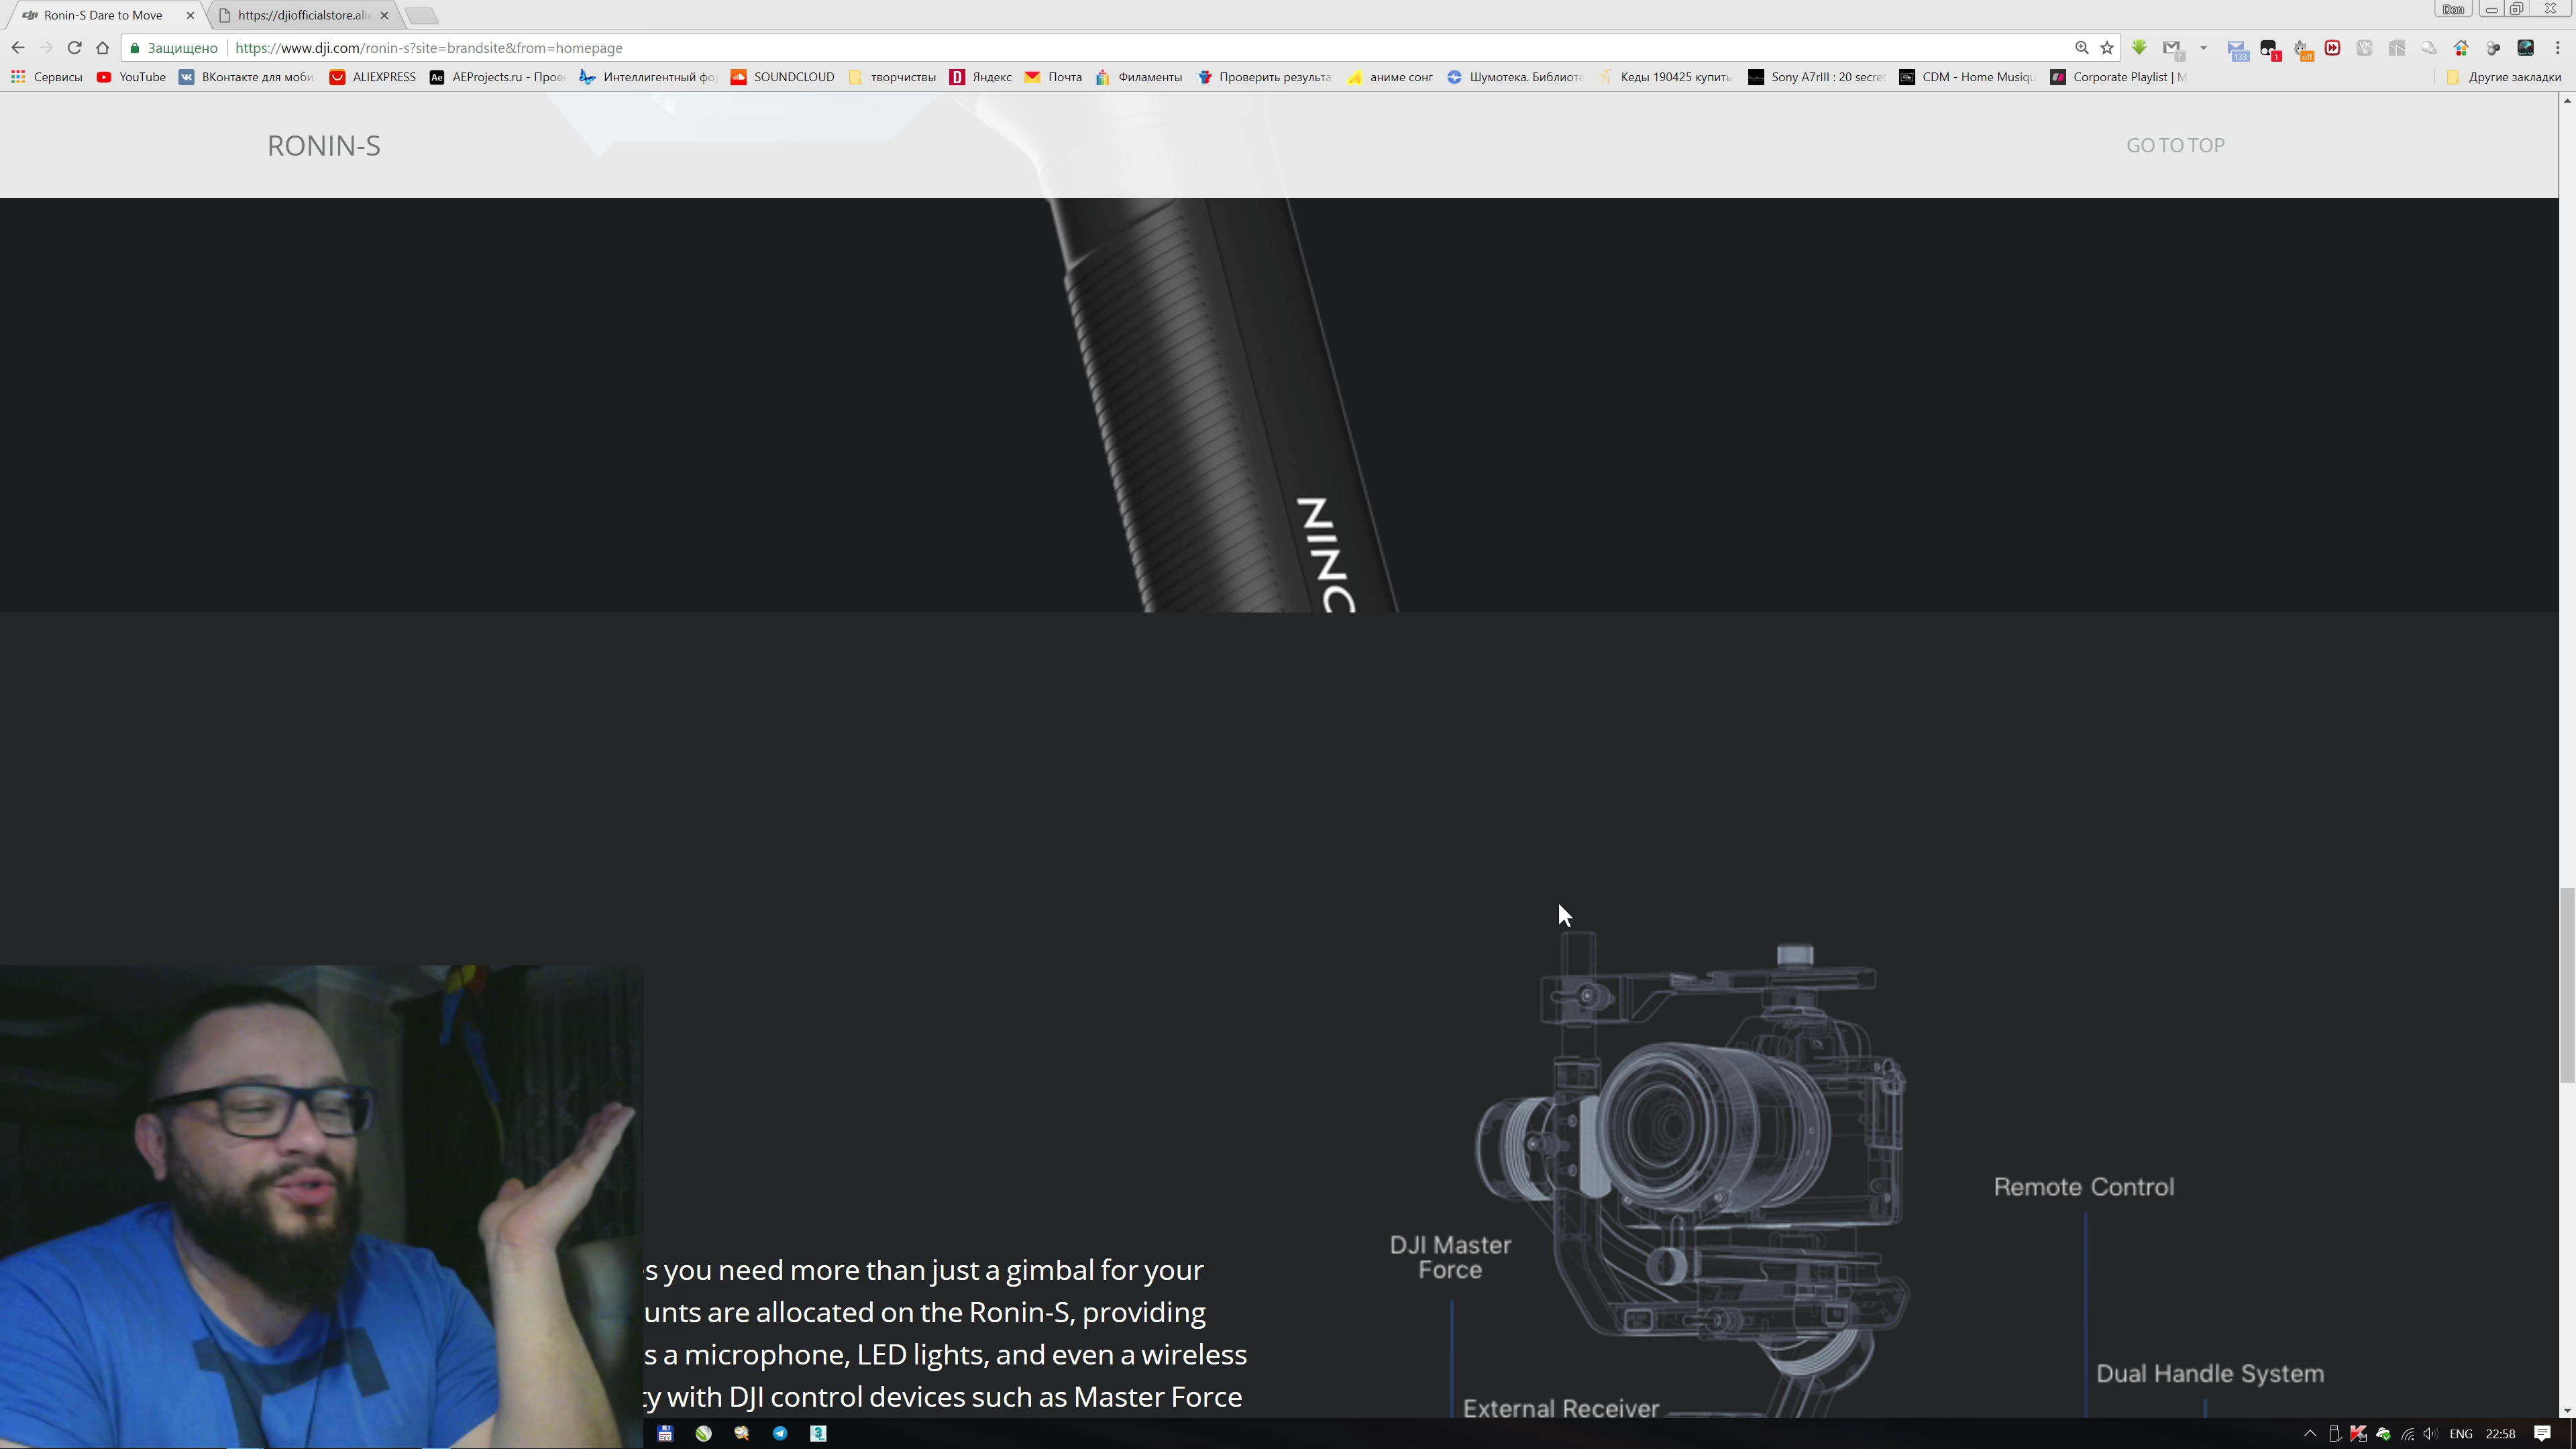 Ronin-S Dare to Move
https://djiofficialstore.ali
Don
Защищено
https://www.dji.com/ronin-s?site=brandsite&from=homepage
133
1
off
Сервисы
YouTube
ВКонтакте для моби
ALIEXPRESS
AEProjects.ru - Прое
Интеллигентный фо
SOUNDCLOUD
творчиствы
Яндекс
Почта
Филаменты
Проверить результа
аниме сонг
Шумотека. Библиоте
Кеды 190425 купить
Sony A7rIII : 20 secre
CDM - Home Musiqu
Corporate Playlist | M
Другие закладки
RONIN-S
GO TO TOP
ONIN
Remote Control
DJI Master
Force
Dual Handle System
External Receiver
s you need more than just a gimbal for your
unts are allocated on the Ronin-S, providing
s a microphone, LED lights, and even a wireless
ty with DJI control devices such as Master Force
ENG
22:58